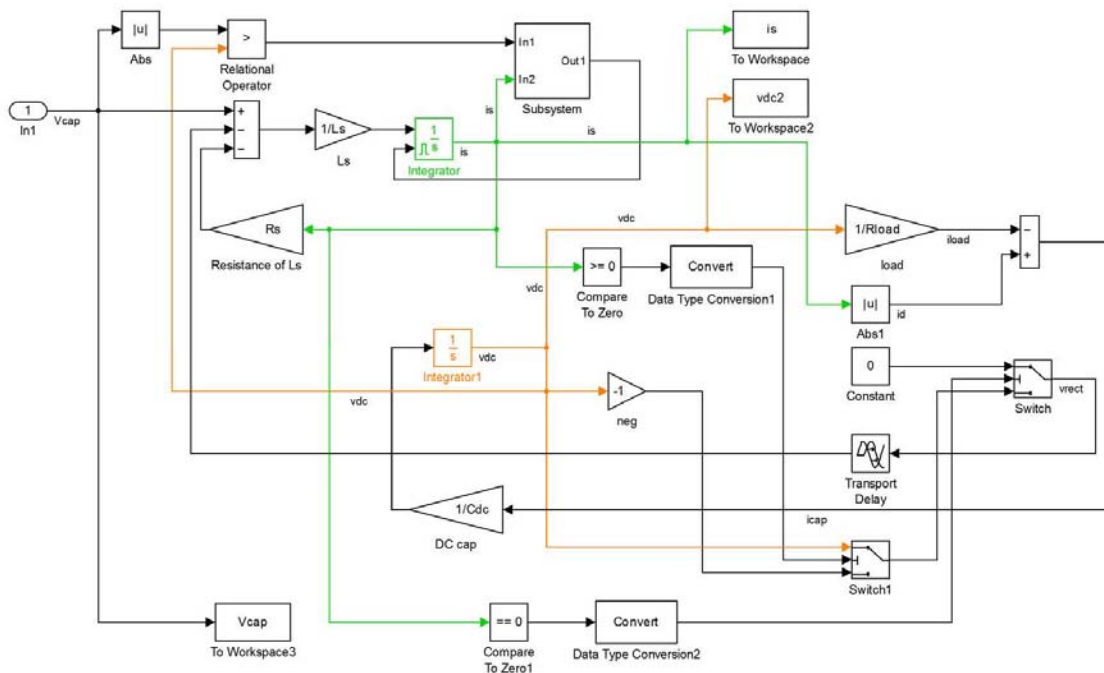 |u|
Abs
>
Relational
Operator
In1
In2
Out1
Subsystem
is
To Workspace
vdc2
To Workspace2
1
In1
Vcap
+
−
−
1/Ls
Ls
1
s
Integrator
is
is
is
Rs
Resistance of Ls
vdc
1/Rload
load
iload
−
+
>= 0
Compare
To Zero
Convert
Data Type Conversion1
vdc
|u|
Abs1
id
1
s
Integrator1
vdc
vdc
-1
neg
0
Constant
Switch
vrect
Transport
Delay
1/Cdc
DC cap
icap
Switch1
Vcap
To Workspace3
== 0
Compare
To Zero1
Convert
Data Type Conversion2